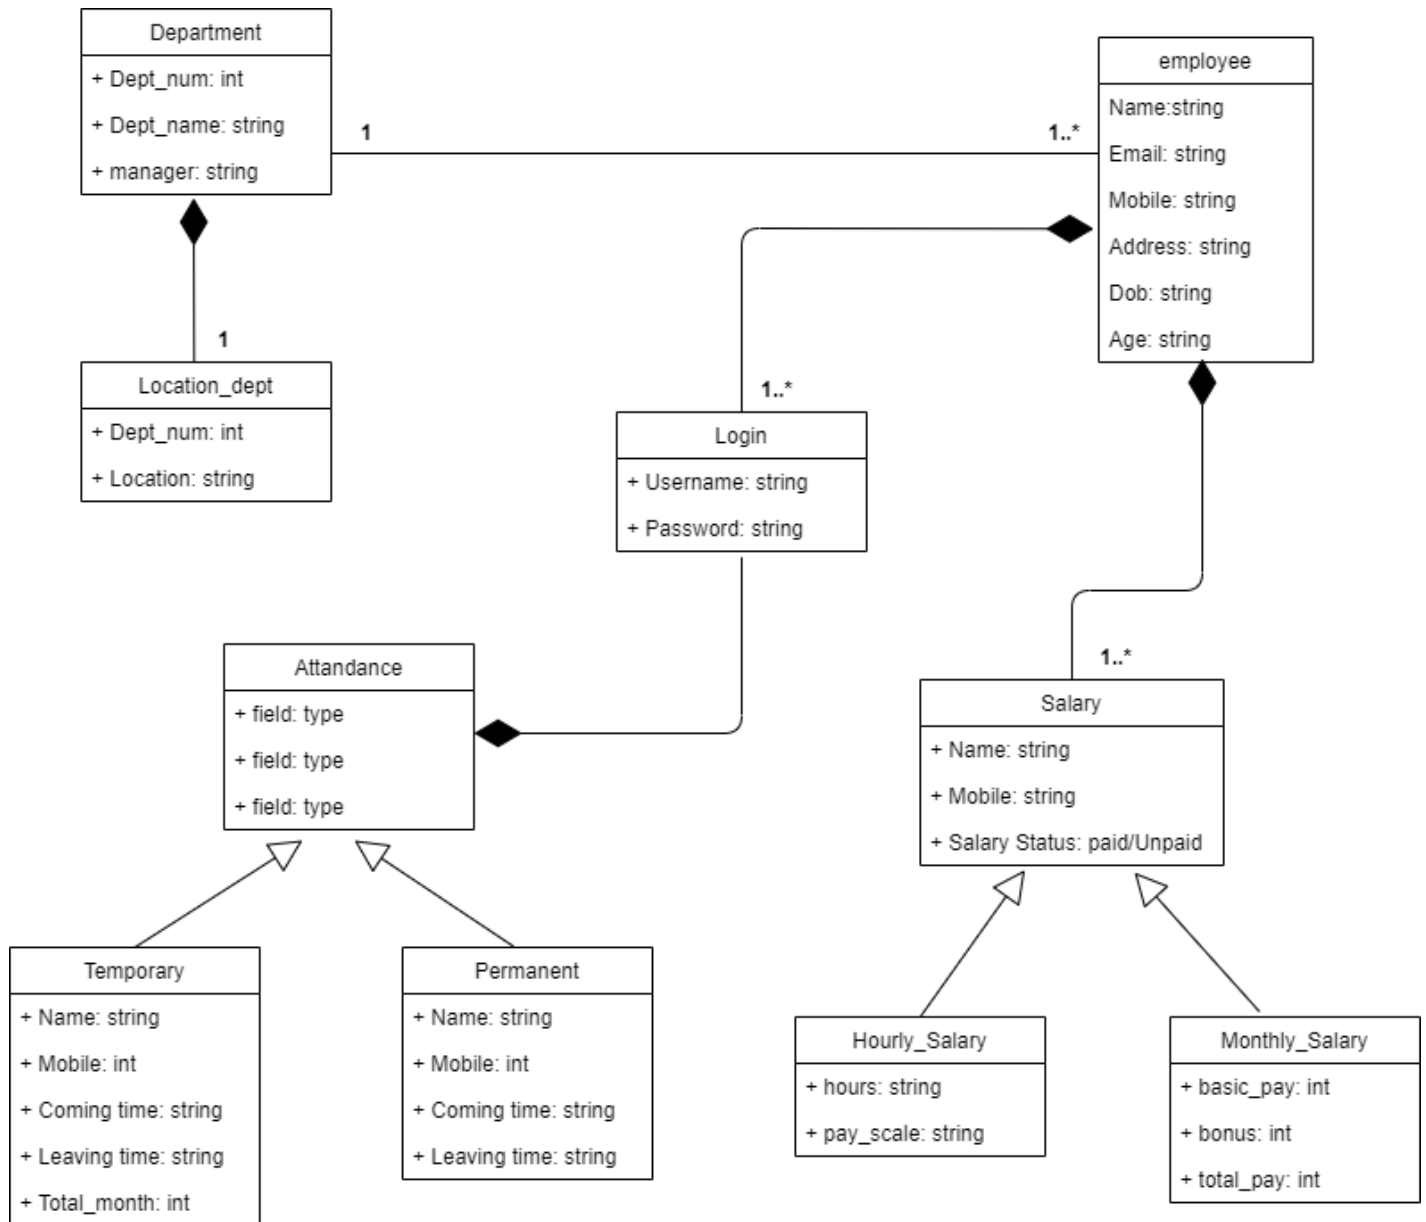 Department
+ Dept_num: int
+ Dept_name: string
+ manager: string
1
1..*
employee
Name:string
Email: string
Mobile: string
Address: string
Dob: string
Age: string
1
Location_dept
+ Dept_num: int
+ Location: string
1..*
Login
+ Username: string
+ Password: string
Attandance
+ field: type
+ field: type
+ field: type
1..*
Salary
+ Name: string
+ Mobile: string
+ Salary Status: paid/Unpaid
Temporary
+ Name: string
+ Mobile: int
+ Coming time: string
+ Leaving time: string
+ Total_month: int
Permanent
+ Name: string
+ Mobile: int
+ Coming time: string
+ Leaving time: string
Hourly_Salary
+ hours: string
+ pay_scale: string
Monthly_Salary
+ basic_pay: int
+ bonus: int
+ total_pay: int